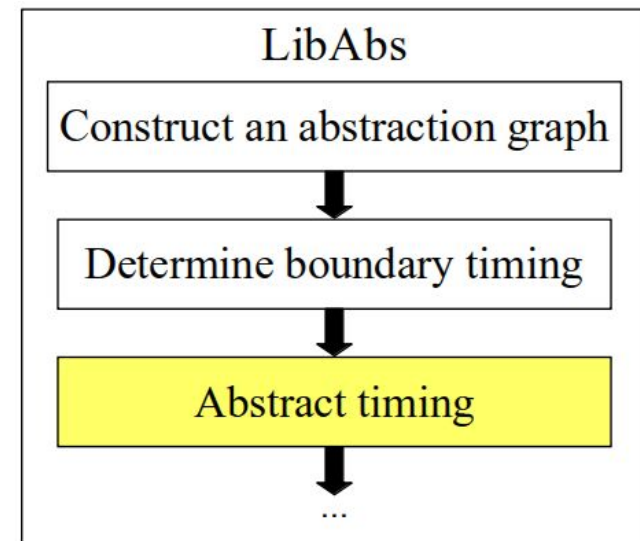 LibAbs
Construct an abstraction graph
Determine boundary timing
Abstract timing
...